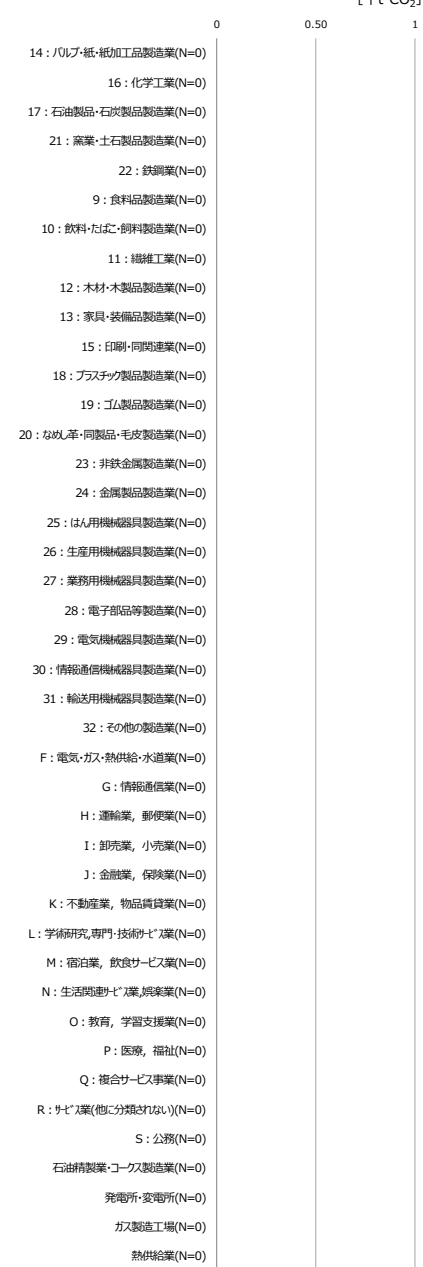 [千t-CO2]
0 0.50 1
14：パルプ・紙・紙加工品製造業(N=0)
16：化学工業(N=0)
17：石油製品・石炭製品製造業(N=0)
21：窯業・土石製品製造業(N=0)
22：鉄鋼業(N=0)
9：食料品製造業(N=0)
10：飲料・たばこ・飼料製造業(N=0)
11：繊維工業(N=0)
12：木材・木製品製造業(N=0)
13：家具・装備品製造業(N=0)
15：印刷・同関連業(N=0)
18：プラスチック製品製造業(N=0)
19：ゴム製品製造業(N=0)
20：なめし革・同製品・毛皮製造業(N=0)
23：非鉄金属製造業(N=0)
24：金属製品製造業(N=0)
25：はん用機械器具製造業(N=0)
26：生産用機械器具製造業(N=0)
27：業務用機械器具製造業(N=0)
28：電子部品等製造業(N=0)
29：電気機械器具製造業(N=0)
30：情報通信機械器具製造業(N=0)
31：輸送用機械器具製造業(N=0)
32：その他の製造業(N=0)
F：電気・ガス・熱供給・水道業(N=0)
G：情報通信業(N=0)
H：運輸業，郵便業(N=0)
I：卸売業，小売業(N=0)
J：金融業，保険業(N=0)
K：不動産業，物品賃貸業(N=0)
L：学術研究,専門・技術ｻｰﾋﾞｽ業(N=0)
M：宿泊業，飲食サービス業(N=0)
N：生活関連ｻｰﾋﾞｽ業,娯楽業(N=0)
O：教育，学習支援業(N=0)
P：医療，福祉(N=0)
Q：複合サービス事業(N=0)
R：ｻｰﾋﾞｽ業(他に分類されない)(N=0)
S：公務(N=0)
石油精製業・コークス製造業(N=0)
発電所・変電所(N=0)
ガス製造工場(N=0)
熱供給業(N=0)